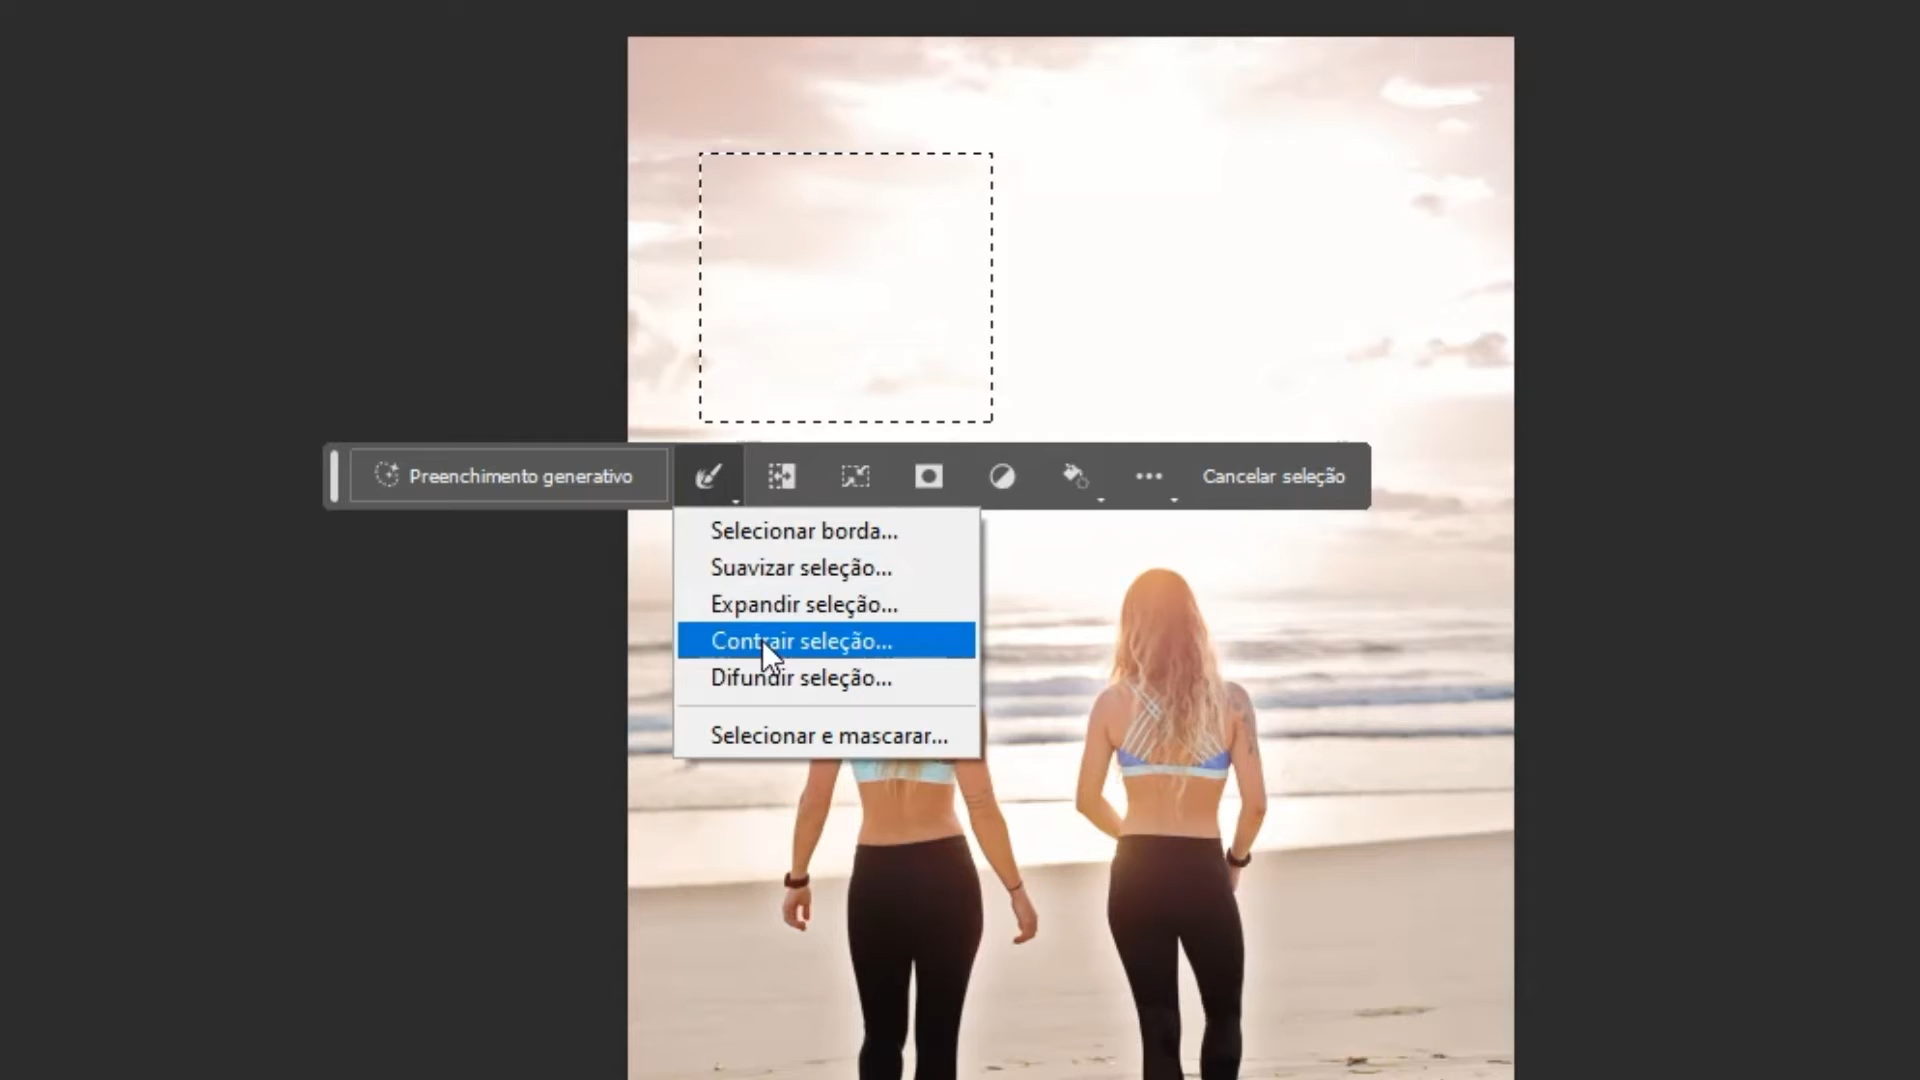 Preenchimento generativo
Cancelar seleção
Selecionar borda...
Suavizar seleção...
Expandir seleção...
Contrair seleção...
Difundir seleção...
Selecionar e mascarar...